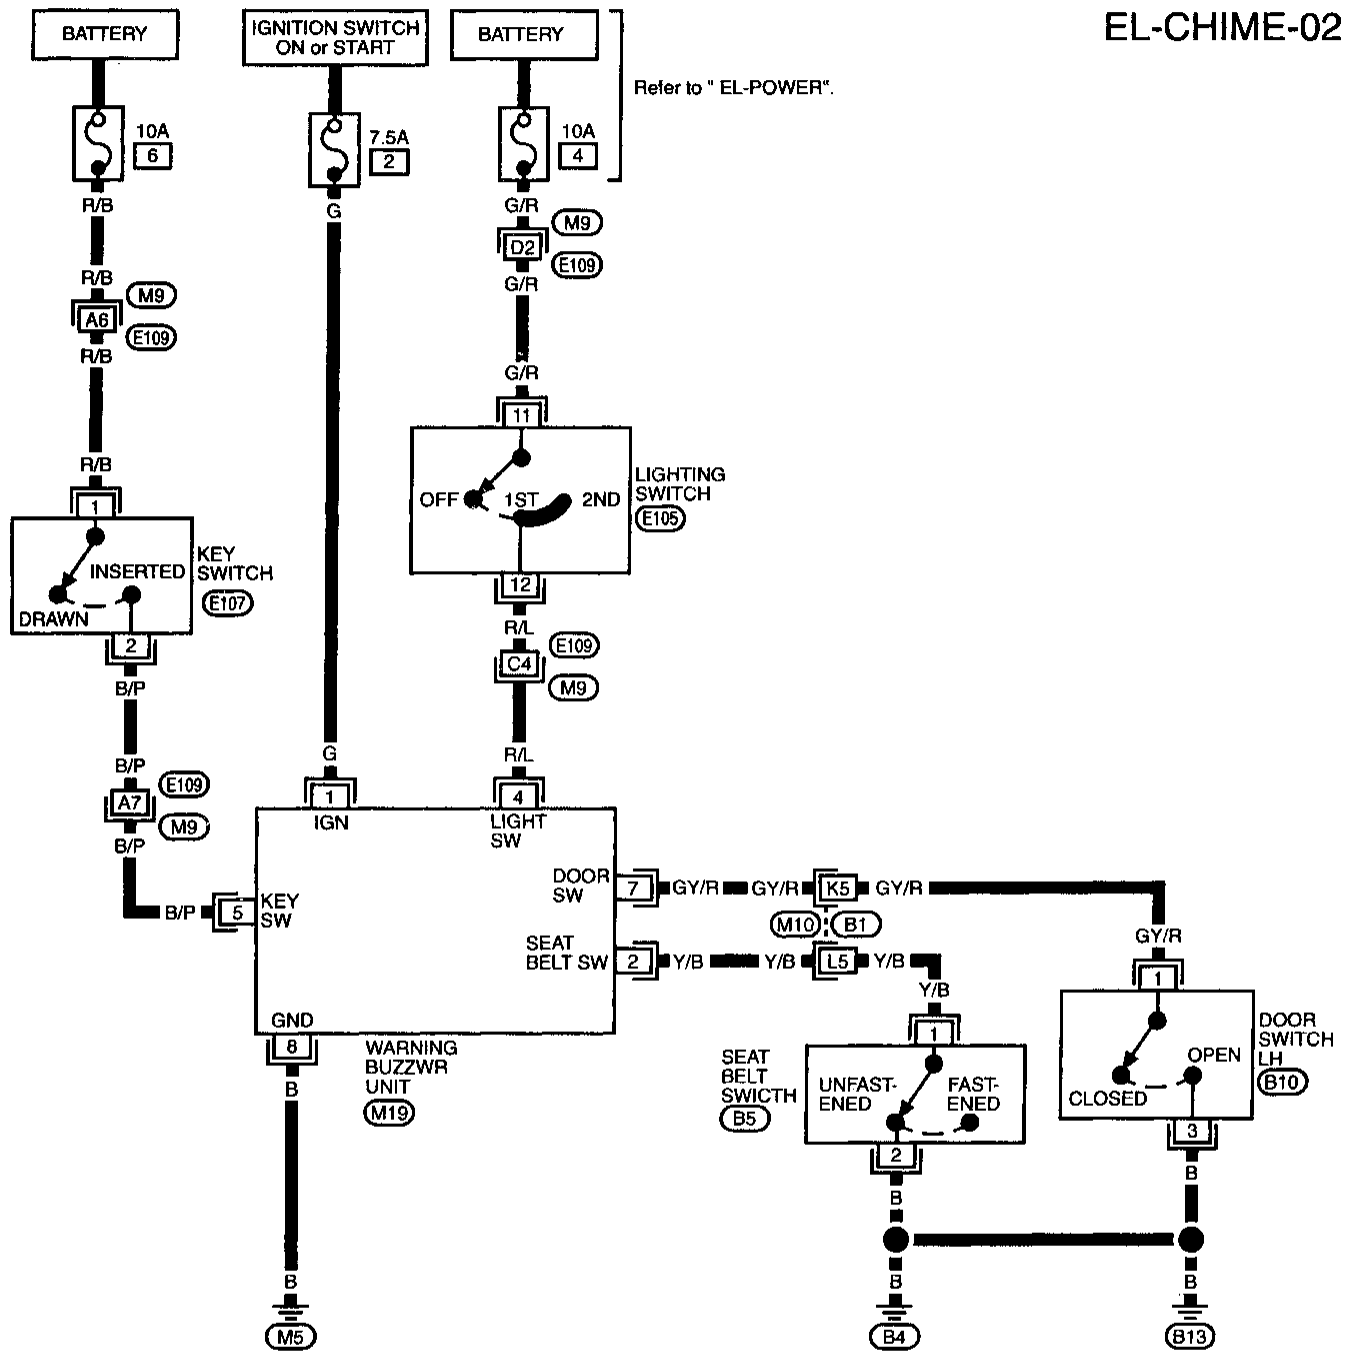 EL-CHIME-02
BATTERY
IGNITION SWITCH
ON or START
BATTERY
Refer to " EL-POWER".
10A
6
7.5A
2
10A
4
R/B
G
G/R
M9
D2
E109
G/R
R/B
M9
A6
E109
R/B
G/R
11
R/B
1
OFF
1ST
2ND
LIGHTING
SWITCH
E105
KEY
SWITCH
E107
INSERTED
DRAWN
2
12
R/L
E109
C4
M9
B/P
B/P
E109
A7
M9
B/P
G
R/L
1
IGN
4
LIGHT
SW
B/P
5
KEY
SW
DOOR
SW
7
GY/R
GY/R
K5
GY/R
M10
B1
GY/R
SEAT
BELT SW
2
Y/B
Y/B
L5
Y/B
Y/B
1
1
GND
8
WARNING
BUZZWR
UNIT
M19
B
SEAT
BELT
SWICTH
B5
UNFAST-
ENED
FAST-
ENED
2
CLOSED
OPEN
DOOR
SWITCH
LH
B10
3
B
B
B
B
B
M5
B4
B13